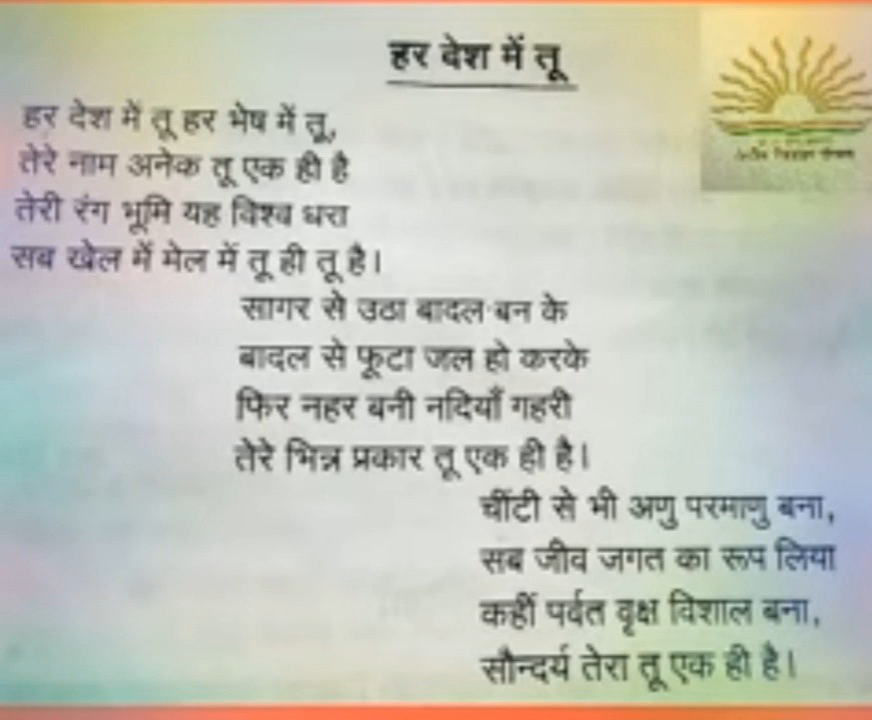 हर देश में तू
हर देश में तू हर भेष में तू,
तेरे नाम अनेक तू एक ही है
तेरी रंग भूमि यह विश्व धरा
सब खेल में मेल में तू ही तू है।
सागर से उठा बादल बन के
बादल से फूटा जल हो करके
फिर नहर बनी नदियाँ गहरी
तेरे भिन्न प्रकार तू एक ही है।
चींटी से भी अणु परमाणु बना,
सब जीव जगत का रूप लिया
कहीं पर्वत वृक्ष विशाल बना,
सौन्दर्य तेरा तू एक ही है।